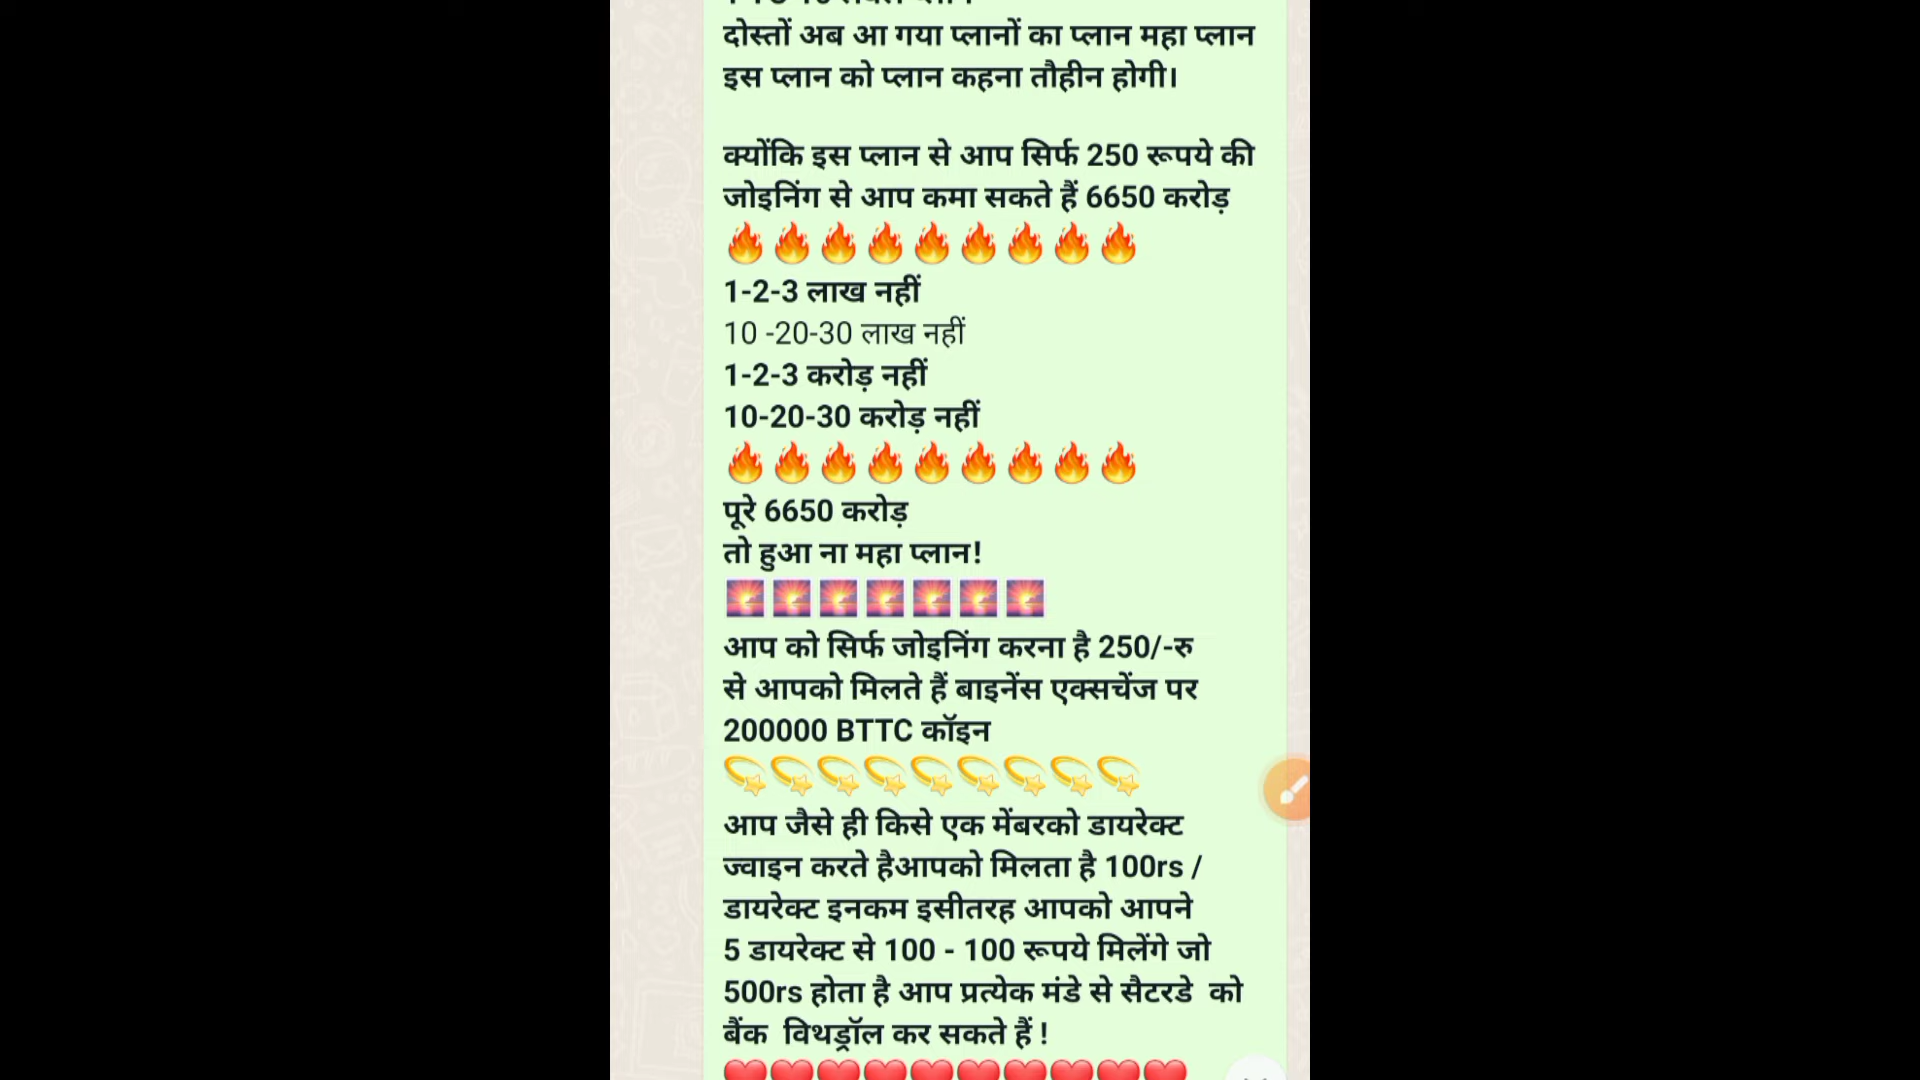 दोस्तों अब आ गया प्लानों का प्लान महा प्लान
इस प्लान को प्लान कहना तौहीन होगी।
क्योंकि इस प्लान से आप सिर्फ 250 रूपये की
जोइनिंग से आप कमा सकते हैं 6650 करोड़
1-2-3 लाख नहीं
10 -20-30 लाख नहीं
1-2-3 करोड़ नहीं
10-20-30 करोड़ नहीं
पूरे 6650 करोड़
तो हुआ ना महा प्लान!
आप को सिर्फ जोइनिंग करना है 250/-रु
से आपको मिलते हैं बाइनेंस एक्सचेंज पर
200000 BTTC कॉइन
आप जैसे ही किसे एक मेंबरको डायरेक्ट
ज्वाइन करते हैआपको मिलता है 100rs /
डायरेक्ट इनकम इसीतरह आपको आपने
5 डायरेक्ट से 100 - 100 रूपये मिलेंगे जो
500rs होता है आप प्रत्येक मंडे से सैटरडे  को
बैंक  विथड्रॉल कर सकते हैं !